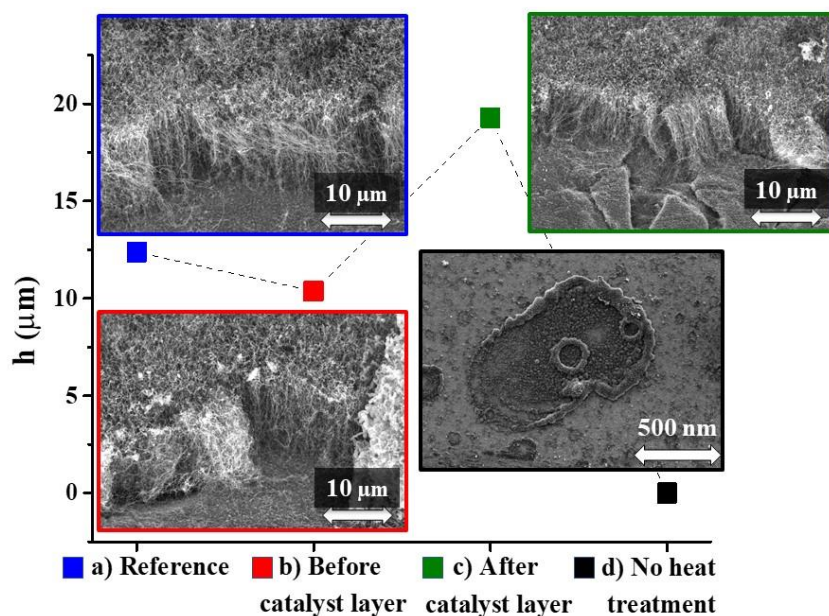 h (μm)
20
15
10
5
0
10 μm
10 μm
10 μm
500 nm
a) Reference
b) Before
catalyst layer
c) After
catalyst layer
d) No heat
treatment